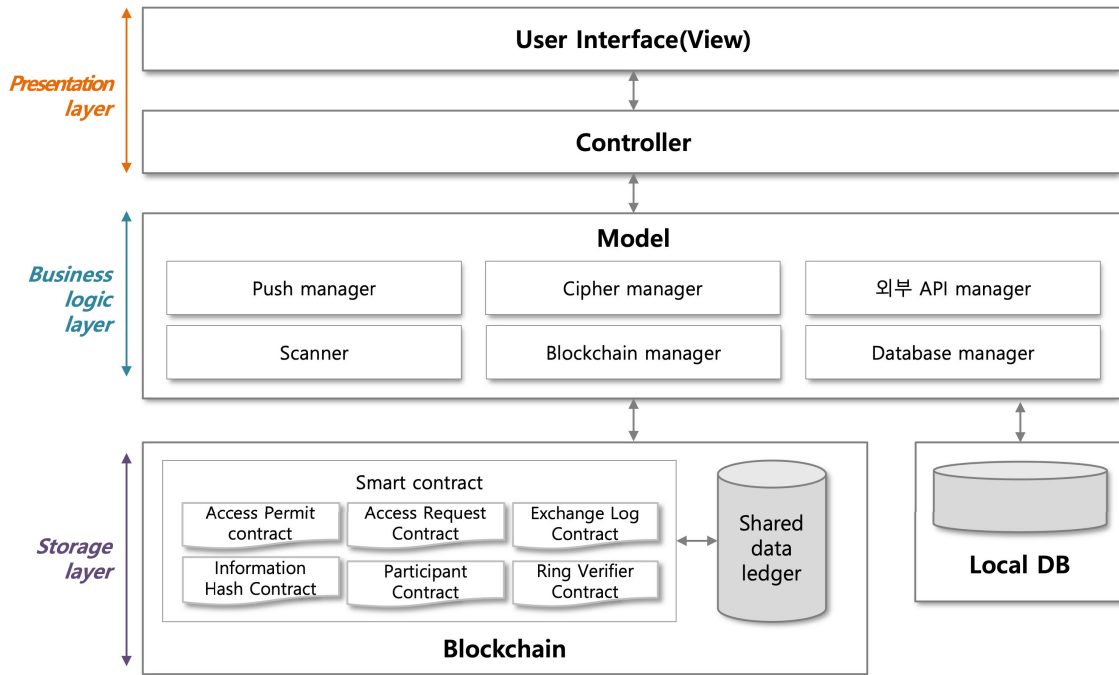 User Interface(View)
Presentation
layer
Controller
Model
Business
logic
layer
Push manager
Cipher manager
외부 API manager
Scanner
Blockchain manager
Database manager
Storage
layer
Smart contract
Access Permit
contract
Access Request
Contract
Exchange Log
Contract
Information
Hash Contract
Participant
Contract
Ring Verifier
Contract
Shared
data
ledger
Blockchain
Local DB